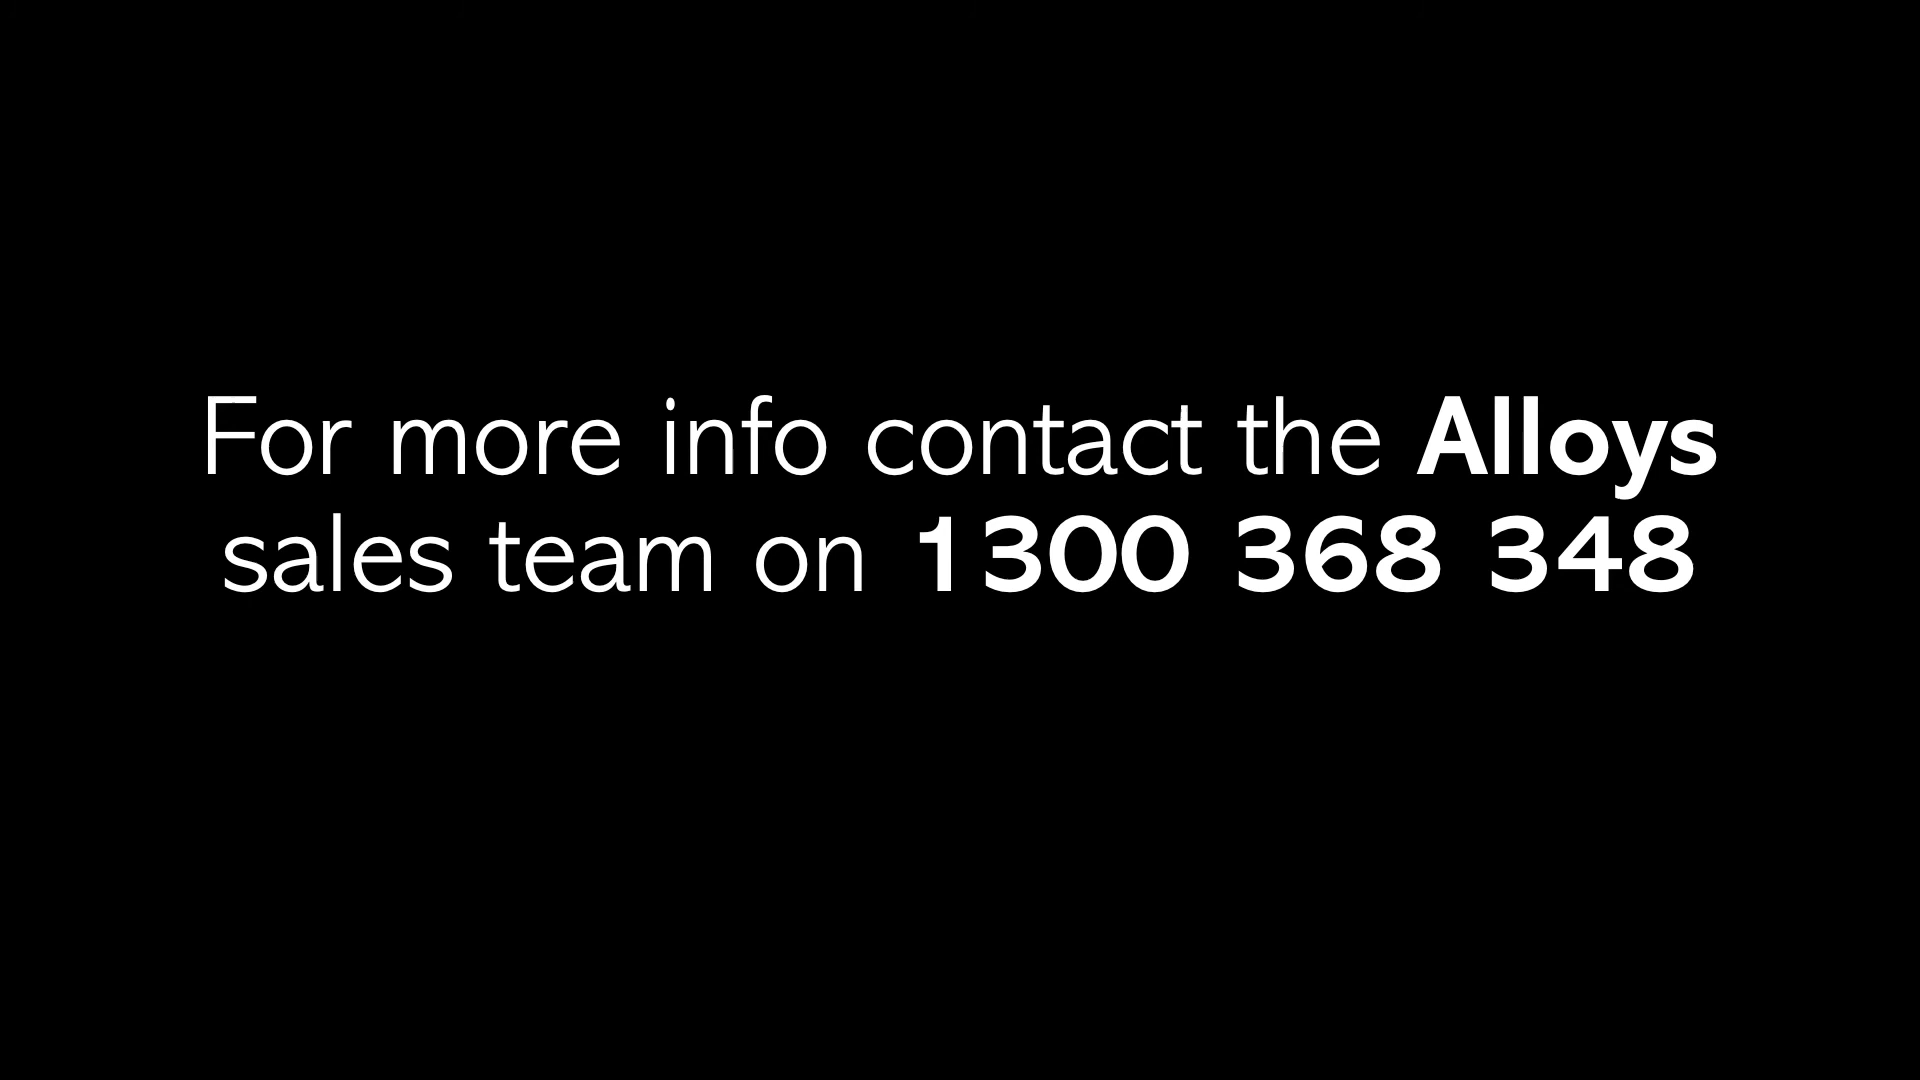 For more info contact the Alloys
sales team on 1300 368 348